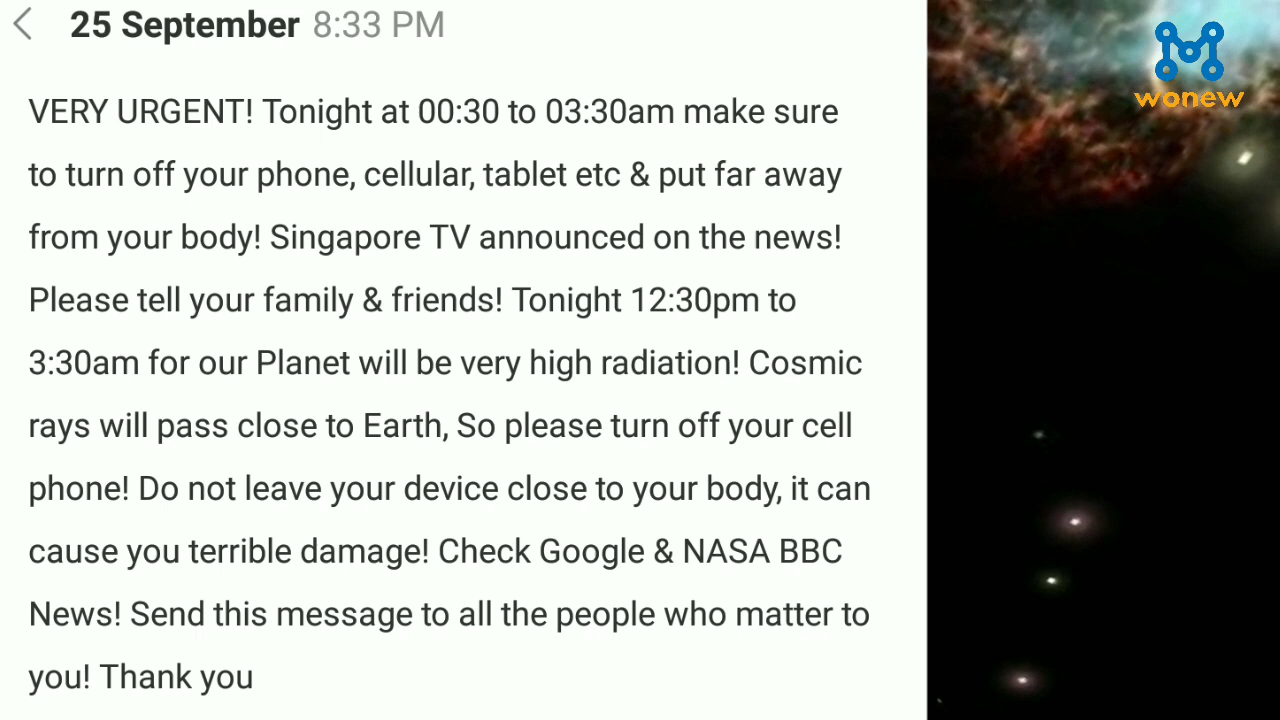 25 September 8:33 PM
VERY URGENT! Tonight at 00:30 to 03:30am make sure
to turn off your phone, cellular, tablet etc & put far away
from your body! Singapore TV announced on the news!
Please tell your family & friends! Tonight 12:30pm to
3:30am for our Planet will be very high radiation! Cosmic
rays will pass close to Earth, So please turn off your cell
phone! Do not leave your device close to your body, it can
cause you terrible damage! Check Google & NASA BBC
News! Send this message to all the people who matter to
you! Thank you
wonew